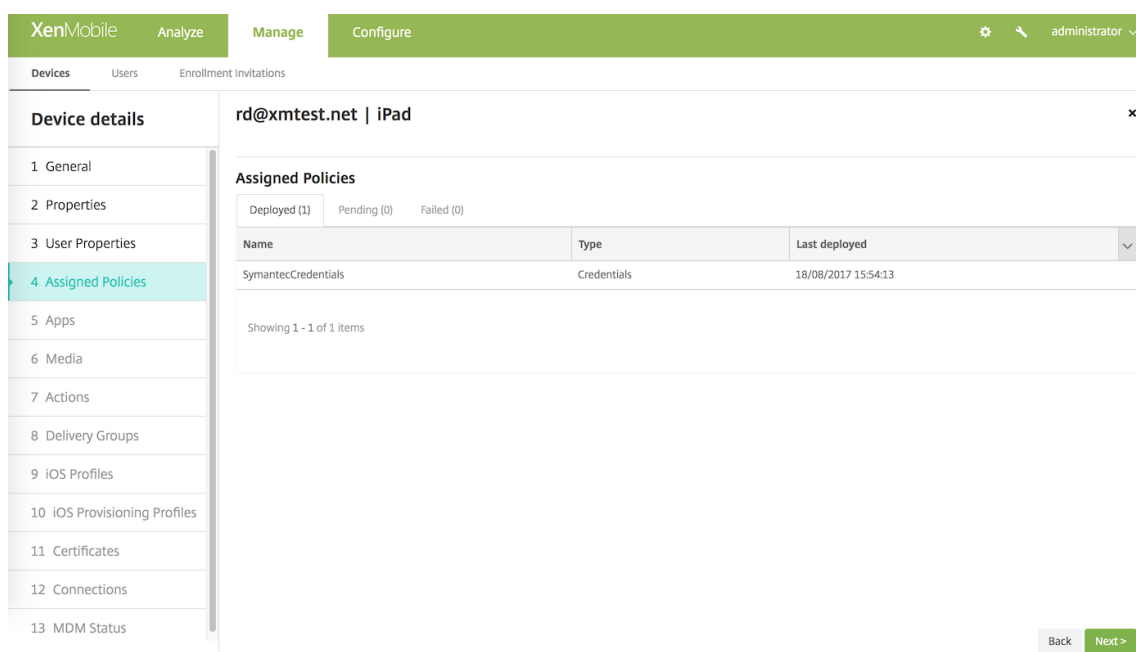 XenMobile Analyze Manage Configure administrator
Devices Users Enrollment Invitations
Device details
1 General
2 Properties
3 User Properties
4 Assigned Policies
5 Apps
6 Media
7 Actions
8 Delivery Groups
9 iOS Profiles
10 iOS Provisioning Profiles
11 Certificates
12 Connections
13 MDM Status
rd@xmtest.net | iPad
Assigned Policies
Deployed (1) Pending (0) Failed (0)
Name Type Last deployed
SymantecCredentials Credentials 18/08/2017 15:54:13
Showing 1 - 1 of 1 items
Back Next >